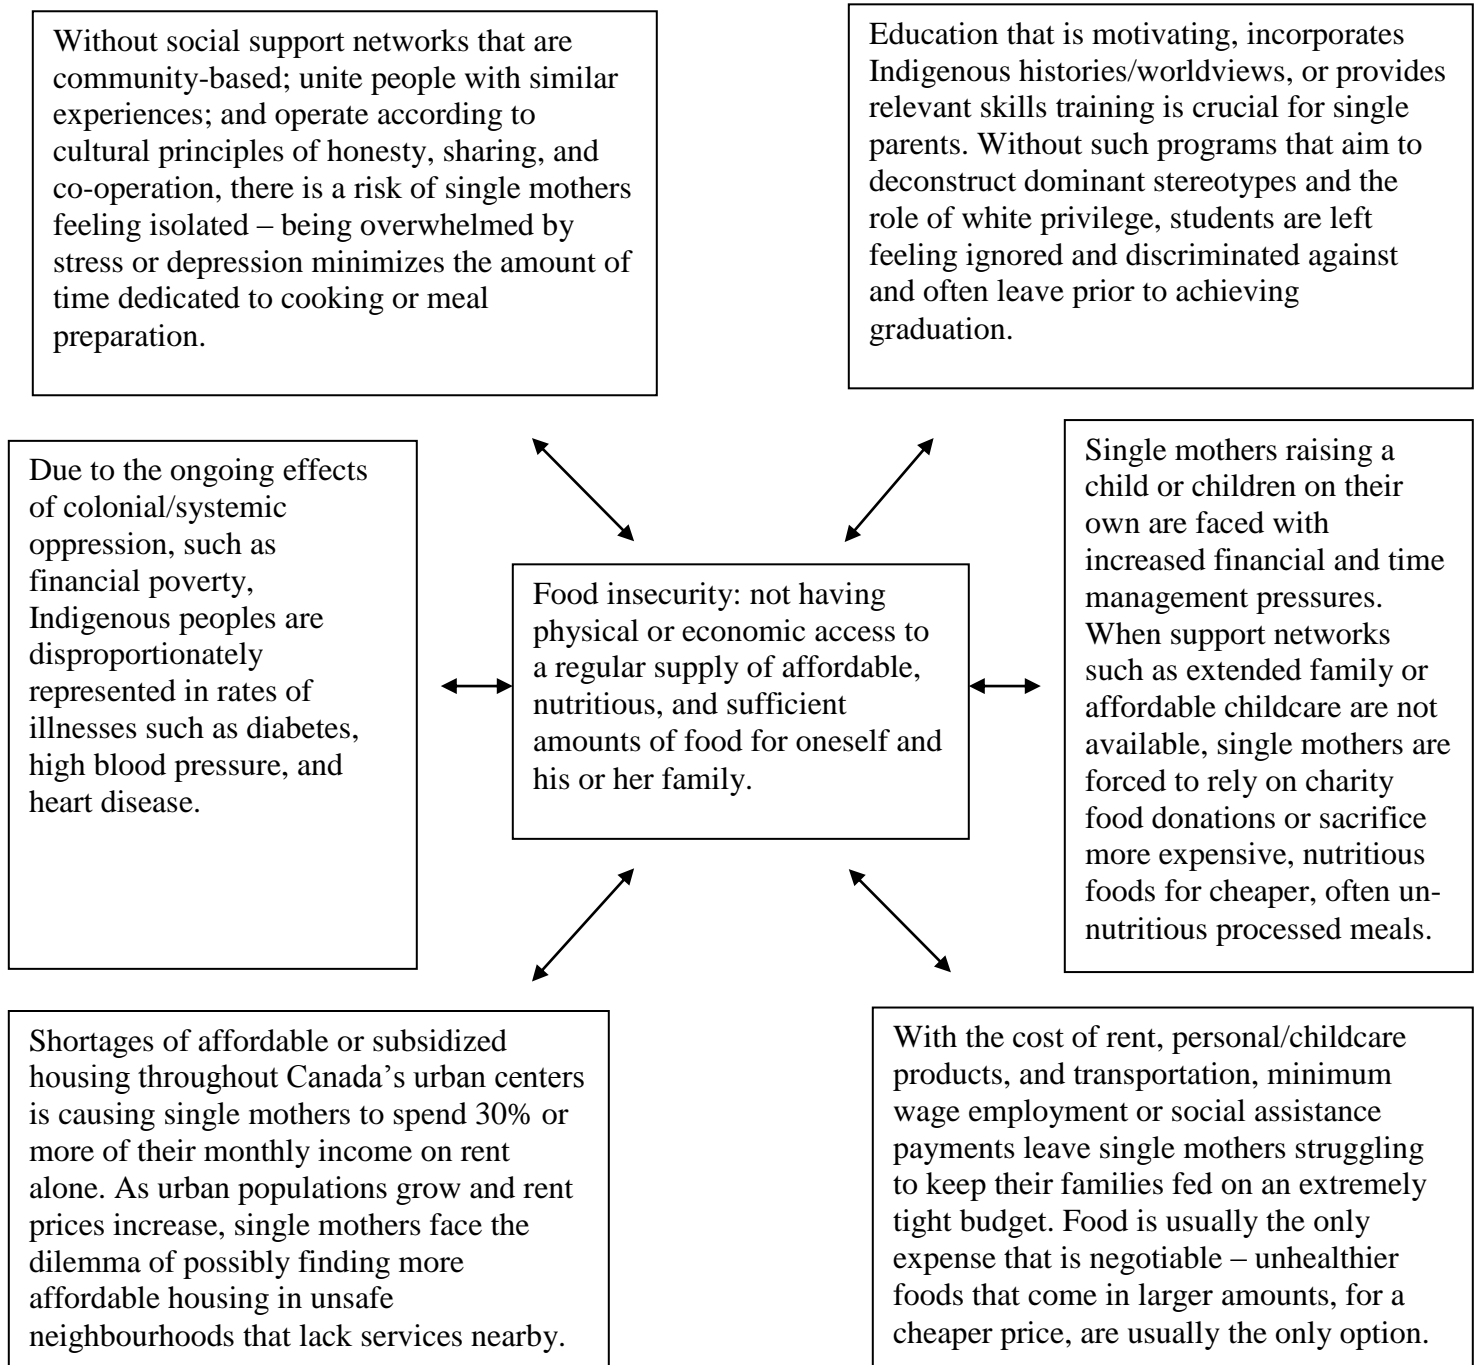 Without social support networks that are
community-based; unite people with similar
experiences; and operate according to
cultural principles of honesty, sharing, and
co-operation, there is a risk of single mothers
feeling isolated – being overwhelmed by
stress or depression minimizes the amount of
time dedicated to cooking or meal
preparation.
Education that is motivating, incorporates
Indigenous histories/worldviews, or provides
relevant skills training is crucial for single
parents. Without such programs that aim to
deconstruct dominant stereotypes and the
role of white privilege, students are left
feeling ignored and discriminated against
and often leave prior to achieving
graduation.
Due to the ongoing effects
of colonial/systemic
oppression, such as
financial poverty,
Indigenous peoples are
disproportionately
represented in rates of
illnesses such as diabetes,
high blood pressure, and
heart disease.
Food insecurity: not having
physical or economic access to
a regular supply of affordable,
nutritious, and sufficient
amounts of food for oneself and
his or her family.
Single mothers raising a
child or children on their
own are faced with
increased financial and time
management pressures.
When support networks
such as extended family or
affordable childcare are not
available, single mothers are
forced to rely on charity
food donations or sacrifice
more expensive, nutritious
foods for cheaper, often un-
nutritious processed meals.
Shortages of affordable or subsidized
housing throughout Canada’s urban centers
is causing single mothers to spend 30% or
more of their monthly income on rent
alone. As urban populations grow and rent
prices increase, single mothers face the
dilemma of possibly finding more
affordable housing in unsafe
neighbourhoods that lack services nearby.
With the cost of rent, personal/childcare
products, and transportation, minimum
wage employment or social assistance
payments leave single mothers struggling
to keep their families fed on an extremely
tight budget. Food is usually the only
expense that is negotiable – unhealthier
foods that come in larger amounts, for a
cheaper price, are usually the only option.